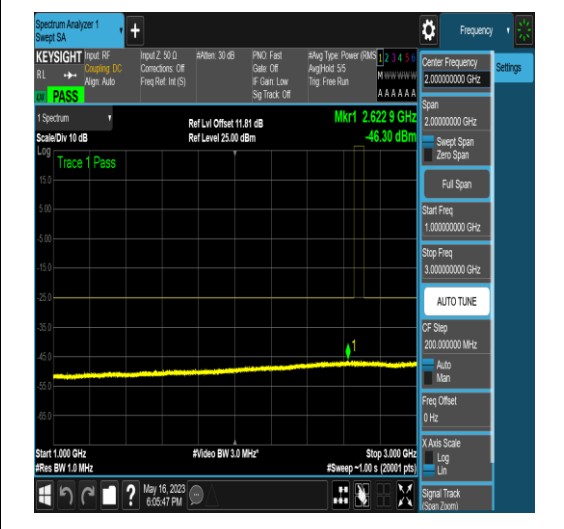 Spectrum Analyzer 1
Swept SA
+
Frequency
KEYSIGHT
RL
Input: RF
Coupling: DC
Align: Auto
Input Z: 50 Ω
Corrections: Off
Freq Ref: Int (S)
#Atten: 30 dB
PNO: Fast
Gate: Off
IF Gain: Low
Sig Track: Off
#Avg Type: Power (RMS
Avg|Hold: 5/5
Trig: Free Run
1 2 3 4 5 6
M W W W W W
A A A A A A
PASS
1 Spectrum
Scale/Div 10 dB
Ref Lvl Offset 11.81 dB
Ref Level 25.00 dBm
Mkr1 2.622 9 GHz
-46.30 dBm
Log
Trace 1 Pass
15.0
5.00
-5.00
-15.0
-25.0
-35.0
-45.0
-55.0
-65.0
1
Start 1.000 GHz
#Res BW 1.0 MHz
#Video BW 3.0 MHz*
Stop 3.000 GHz
#Sweep ~1.00 s (20001 pts)
?
May 16, 2023
6:05:47 PM
Center Frequency
2.000000000 GHz
Settings
Span
2.00000000 GHz
Swept Span
Zero Span
Full Span
Start Freq
1.000000000 GHz
Stop Freq
3.000000000 GHz
AUTO TUNE
CF Step
200.000000 MHz
Auto
Man
Freq Offset
0 Hz
X Axis Scale
Log
Lin
Signal Track
(Span Zoom)